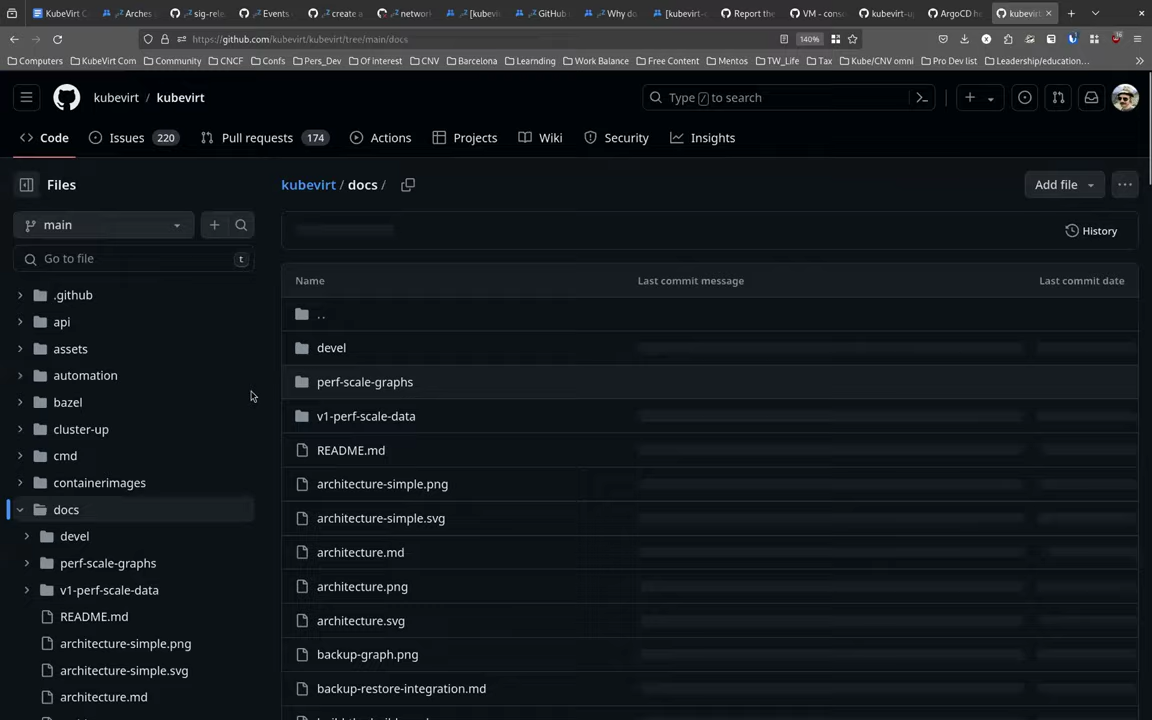 KubeVirt C
Arches
sig-rele
Events
create a
network
[kubevi
GitHub
Why do
[kubevirt-
Report the
VM - cons
kubevirt-u
ArgoCD h
kubevirt
https://github.com/kubevirt/kubevirt/tree/main/docs
140%
Computers
KubeVirt Com
Community
CNCF
Confs
Pers_Dev
Of interest
CNV
Barcelona
Learnding
Work Balance
Free Content
Mentos
TW_Life
Tax
Kube/CNV omni
Pro Dev list
Leadership/education...
kubevirt / kubevirt
Type / to search
Code
Issues 220
Pull requests 174
Actions
Projects
Wiki
Security
Insights
Files
kubevirt / docs /
Add file
main
History
Go to file
t
Name
Last commit message
Last commit date
.github
api
assets
automation
bazel
cluster-up
cmd
containerimages
docs
devel
perf-scale-graphs
v1-perf-scale-data
README.md
architecture-simple.png
architecture-simple.svg
architecture.md
..
devel
perf-scale-graphs
v1-perf-scale-data
README.md
architecture-simple.png
architecture-simple.svg
architecture.md
architecture.png
architecture.svg
backup-graph.png
backup-restore-integration.md